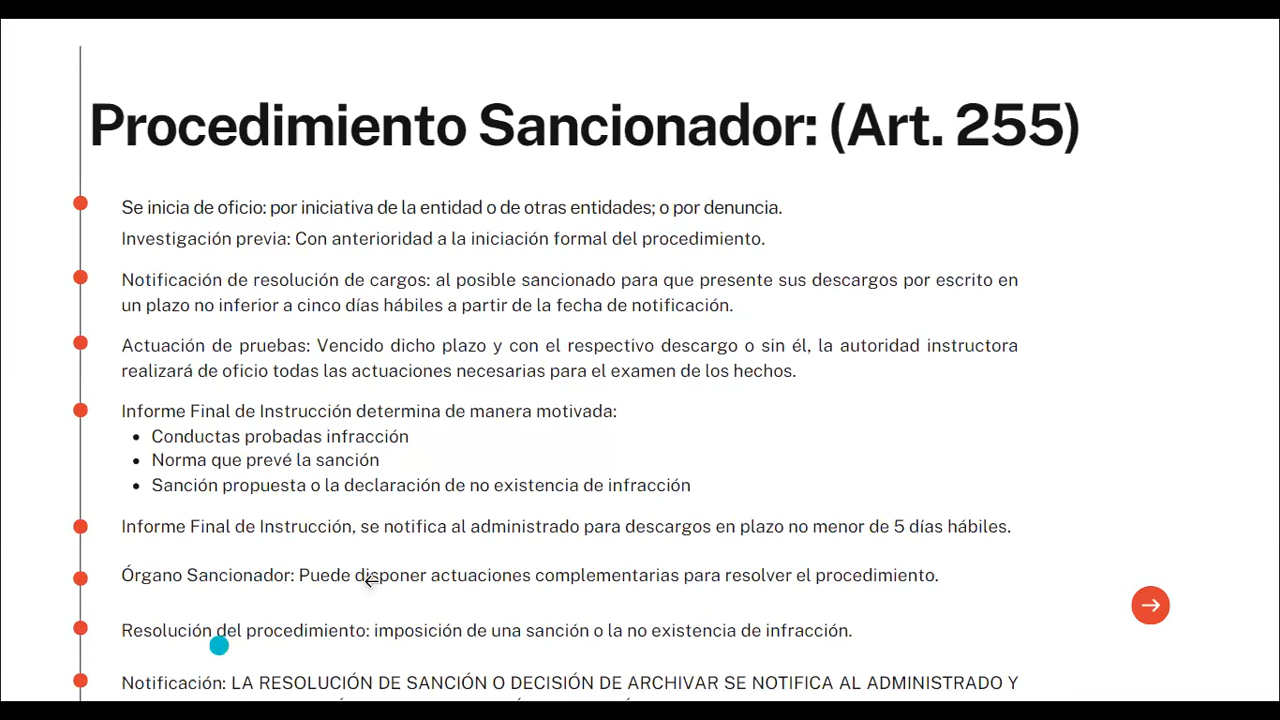 Procedimiento Sancionador: (Art. 255)
Se inicia de oficio: por iniciativa de la entidad o de otras entidades; o por denuncia.
Investigación previa: Con anterioridad a la iniciación formal del procedimiento.
Notificación de resolución de cargos: al posible sancionado para que presente sus descargos por escrito en
un plazo no inferior a cinco días hábiles a partir de la fecha de notificación.
Actuación de pruebas: Vencido dicho plazo y con el respectivo descargo o sin él, la autoridad instructora
realizará de oficio todas las actuaciones necesarias para el examen de los hechos.
Informe Final de Instrucción determina de manera motivada:
• Conductas probadas infracción
• Norma que prevé la sanción
• Sanción propuesta o la declaración de no existencia de infracción
Informe Final de Instrucción, se notifica al administrado para descargos en plazo no menor de 5 días hábiles.
Órgano Sancionador: Puede disponer actuaciones complementarias para resolver el procedimiento.
Resolución del procedimiento: imposición de una sanción o la no existencia de infracción.
Notificación: LA RESOLUCIÓN DE SANCIÓN O DECISIÓN DE ARCHIVAR SE NOTIFICA AL ADMINISTRADO Y